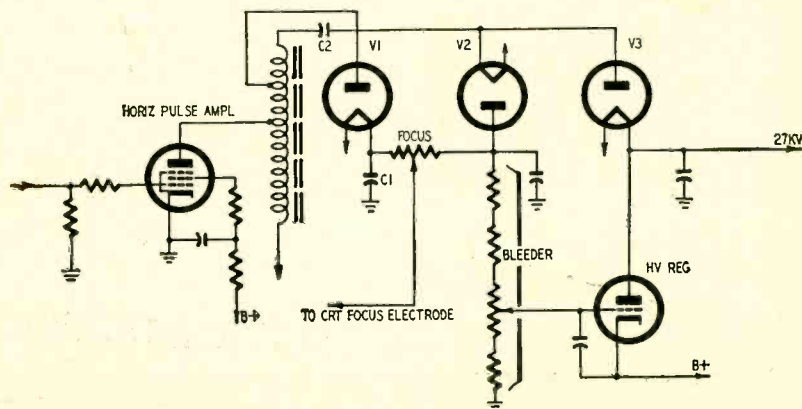 C2
V1
V2
V3
HORIZ PULSE AMPL
FOCUS
27KV
C1
BLEEDER
HV REG
TO CRT FOCUS ELECTRODE
B+
B+